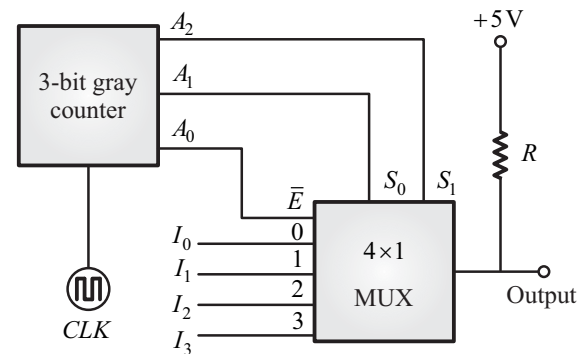 A₂
+5V
3-bit gray
counter
A₁
A₀
R
S₀ S₁
E̅
I₀ 0
4×1
I₁ 1
I₂ 2
MUX
Output
I₃ 3
CLK